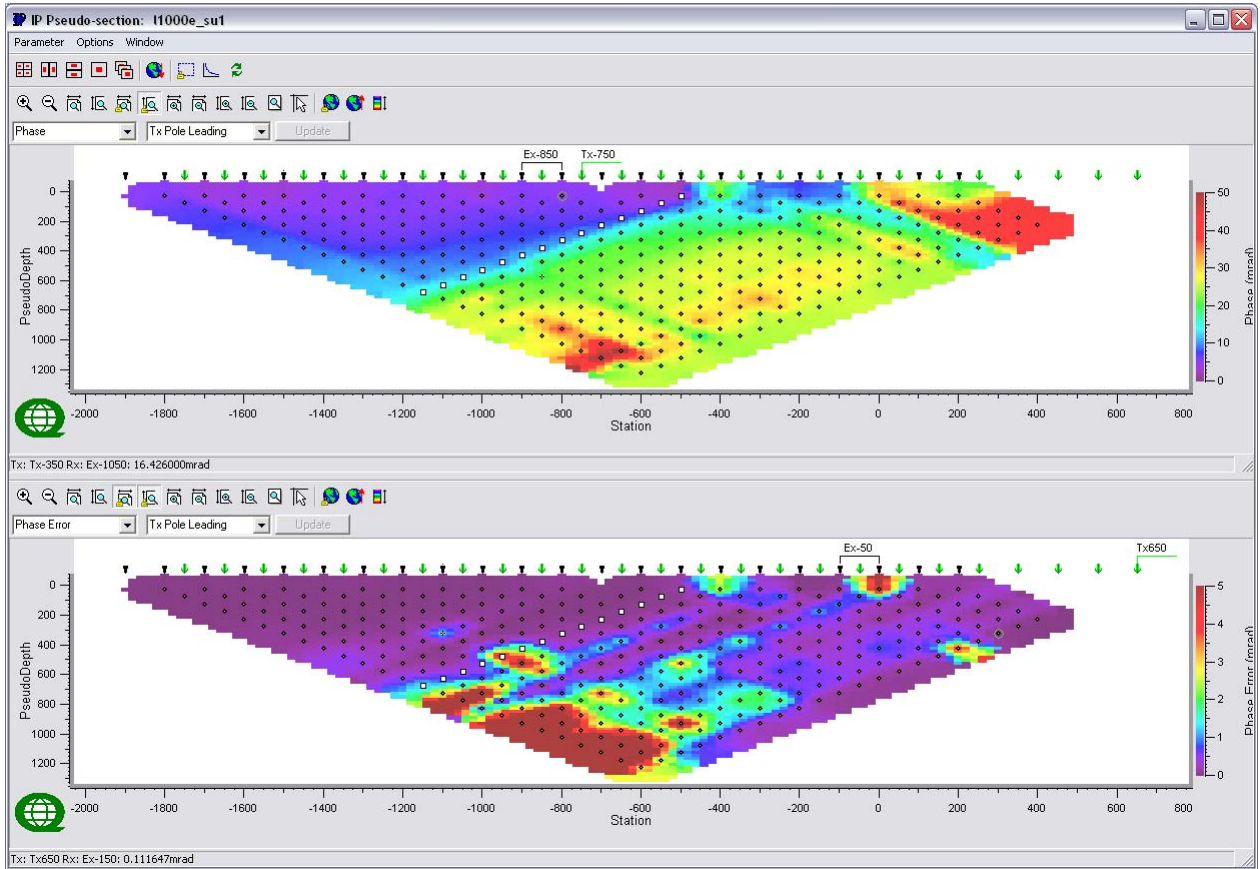 IP Pseudo-section: l1000e_su1
Parameter Options Window
Phase Tx Pole Leading Update
Ex-850 Tx-750
PseudoDepth
0
200
400
600
800
1000
1200
-2000 -1800 -1600 -1400 -1200 -1000 -800 -600 -400 -200 0 200 400 600 800
Station
50
40
30
20
10
0
Phase (mrad)
Tx: Tx-350 Rx: Ex-1050: 16.426000mrad
Phase Error Tx Pole Leading Update
Ex-50 Tx650
PseudoDepth
0
200
400
600
800
1000
1200
-2000 -1800 -1600 -1400 -1200 -1000 -800 -600 -400 -200 0 200 400 600 800
Station
5
4
3
2
1
0
Phase Error (mrad)
Tx: Tx650 Rx: Ex-150: 0.111647mrad